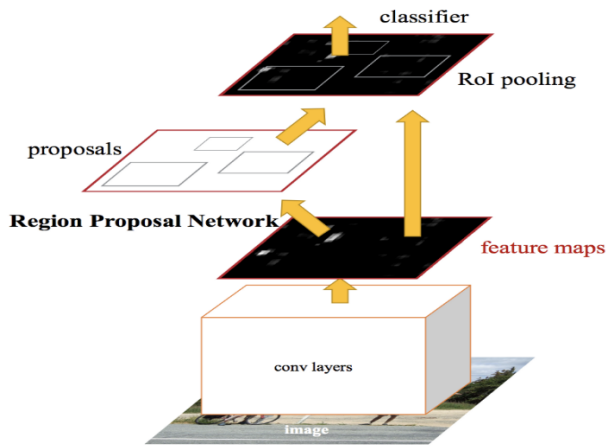 classifier
RoI pooling
proposals
Region Proposal Network
feature maps
conv layers
image